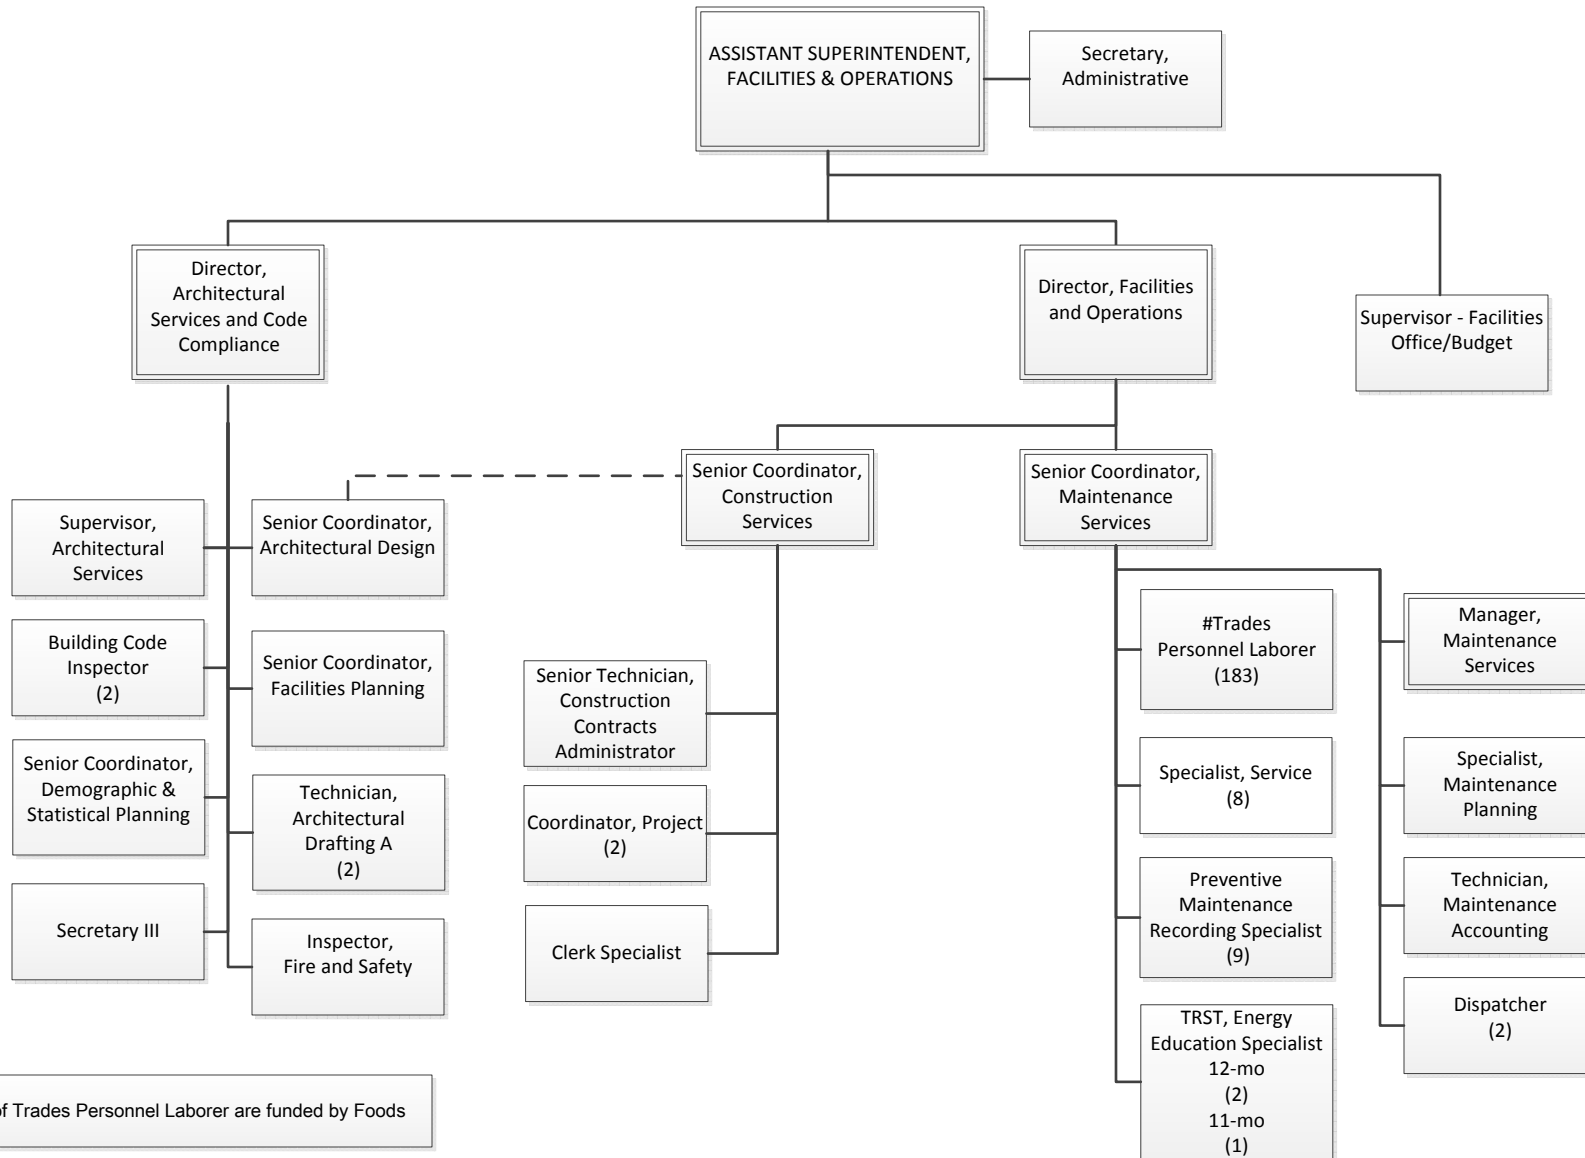 ASSISTANT SUPERINTENDENT,
FACILITIES & OPERATIONS
Secretary,
Administrative
Director,
Architectural
Services and Code
Compliance
Director, Facilities
and Operations
Supervisor - Facilities
Office/Budget
Senior Coordinator,
Construction
Services
Senior Coordinator,
Maintenance
Services
Supervisor,
Architectural
Services
Senior Coordinator,
Architectural Design
Building Code
Inspector
(2)
Senior Coordinator,
Facilities Planning
Senior Coordinator,
Demographic &
Statistical Planning
Technician,
Architectural
Drafting A
(2)
Secretary III
Inspector,
Fire and Safety
Senior Technician,
Construction
Contracts
Administrator
Coordinator, Project
(2)
Clerk Specialist
#Trades
Personnel Laborer
(183)
Specialist, Service
(8)
Preventive
Maintenance
Recording Specialist
(9)
TRST, Energy
Education Specialist
12-mo
(2)
11-mo
(1)
Manager,
Maintenance
Services
Specialist,
Maintenance
Planning
Technician,
Maintenance
Accounting
Dispatcher
(2)
of Trades Personnel Laborer are funded by Foods